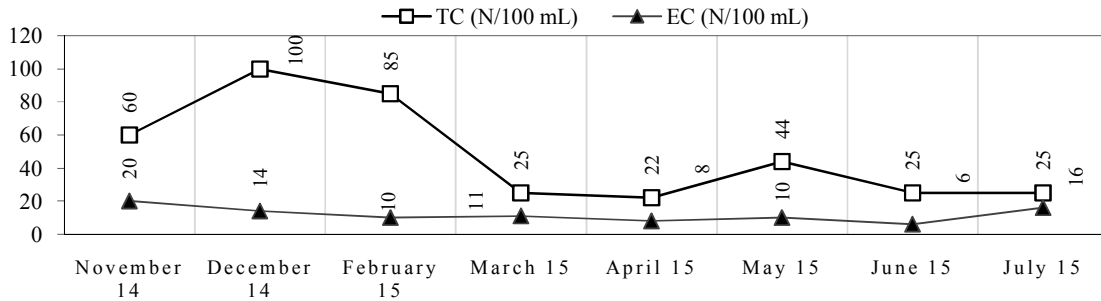 TC (N/100 mL) EC (N/100 mL)
120
100
80
60
40
20
0
60
100
85
25
22
44
25
25
20
14
10
11
8
10
6
16
November 14
December 14
February 15
March 15
April 15
May 15
June 15
July 15